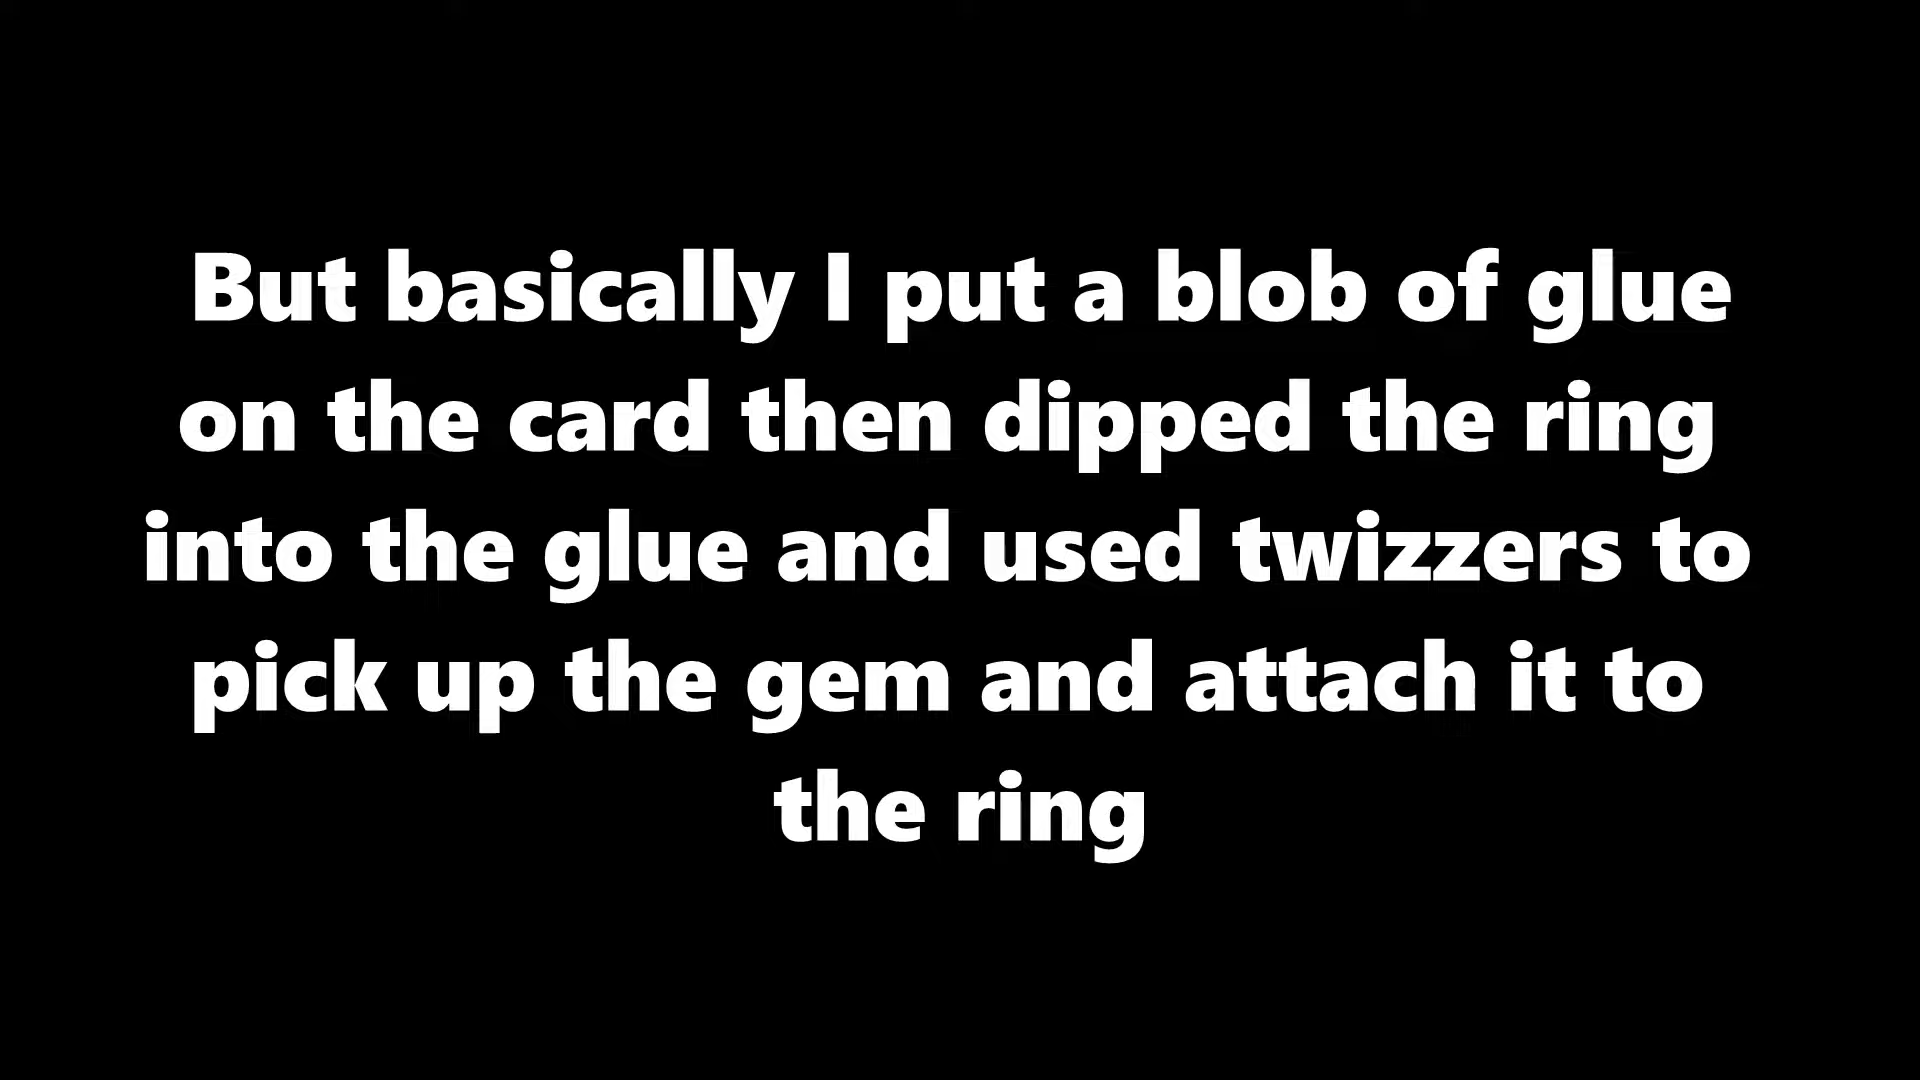 But basically I put a blob of glue
on the card then dipped the ring
into the glue and used twizzers to
pick up the gem and attach it to
the ring